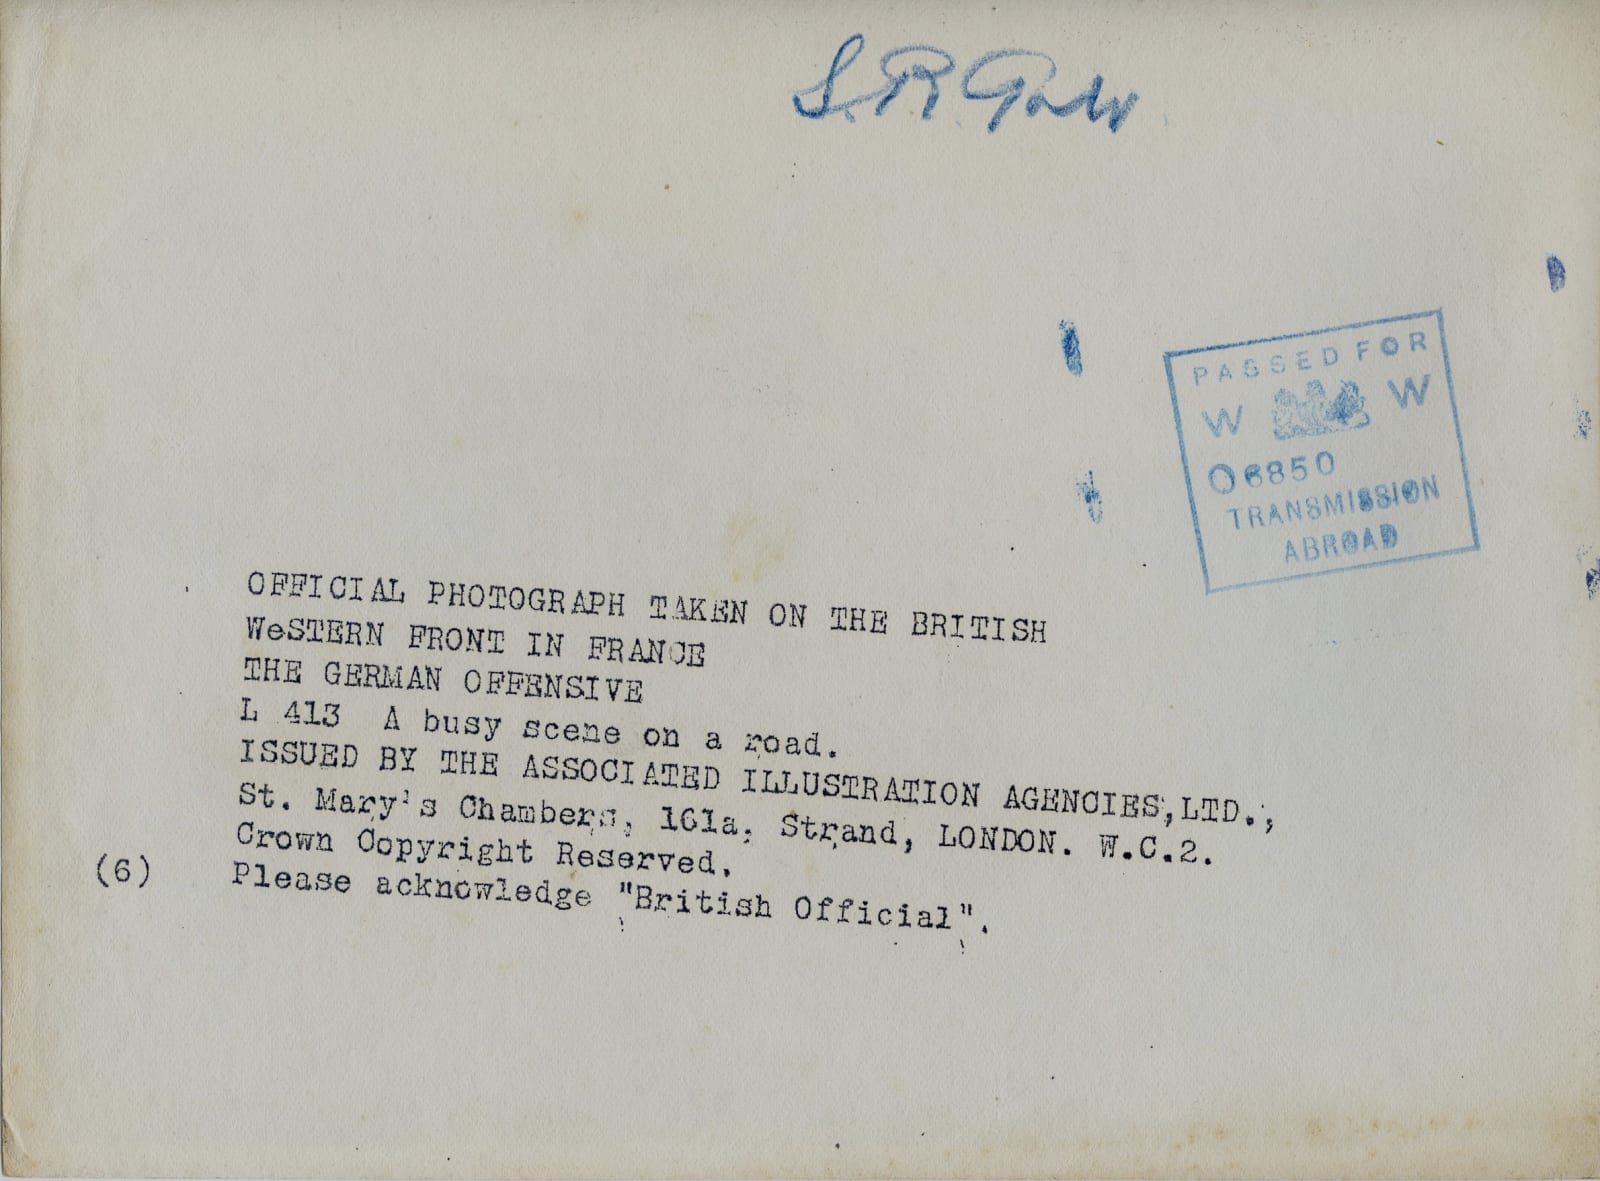 S. R.
PASSED FOR
W W
06850
TRANSMISSION
ABROAD
OFFICIAL PHOTOGRAPH TAKEN ON THE BRITISH
WeSTERN FRONT IN FRANCE
THE GERMAN OFFENSIVE
L 413 A busy scene on a road.
ISSUED BY THE ASSOCIATED ILLUSTRATION AGENCIES,LTD.,
St. Mary's Chambers, 161a, Strand, LONDON. W.C.2.
Crown Copyright Reserved.
(6) Please acknowledge "British Official".